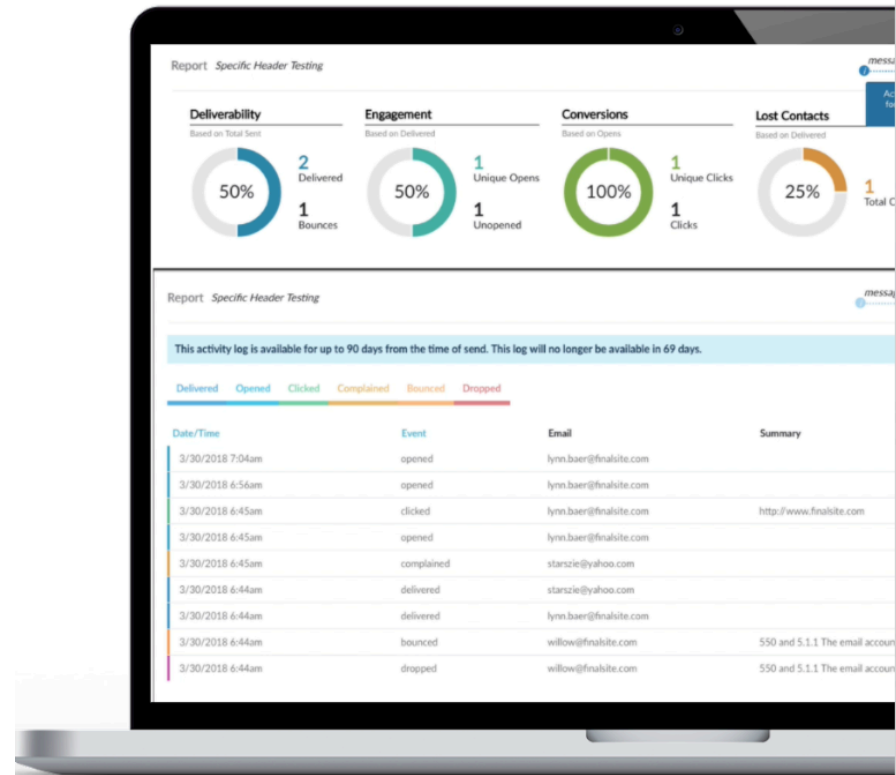 Report Specific Header Testing
messa
Deliverability Engagement Conversions Lost Contacts
Based on Total Sent Based on Delivered Based on Opens Based on Delivered
50% 2 Delivered 50% 1 Unique Opens 100% 1 Unique Clicks 25% 1 Total C
1 Bounces 1 Unopened 1 Clicks
Report Specific Header Testing
messag
This activity log is available for up to 90 days from the time of send. This log will no longer be available in 69 days.
Delivered Opened Clicked Complained Bounced Dropped
Date/Time Event Email Summary
3/30/2018 7:04am opened lynn.baer@finalsite.com
3/30/2018 6:56am opened lynn.baer@finalsite.com
3/30/2018 6:45am clicked lynn.baer@finalsite.com http://www.finalsite.com
3/30/2018 6:45am opened lynn.baer@finalsite.com
3/30/2018 6:45am complained starszie@yahoo.com
3/30/2018 6:44am delivered starszie@yahoo.com
3/30/2018 6:44am delivered lynn.baer@finalsite.com
3/30/2018 6:44am bounced willow@finalsite.com 550 and 5.1.1 The email accoun
3/30/2018 6:44am dropped willow@finalsite.com 550 and 5.1.1 The email accoun